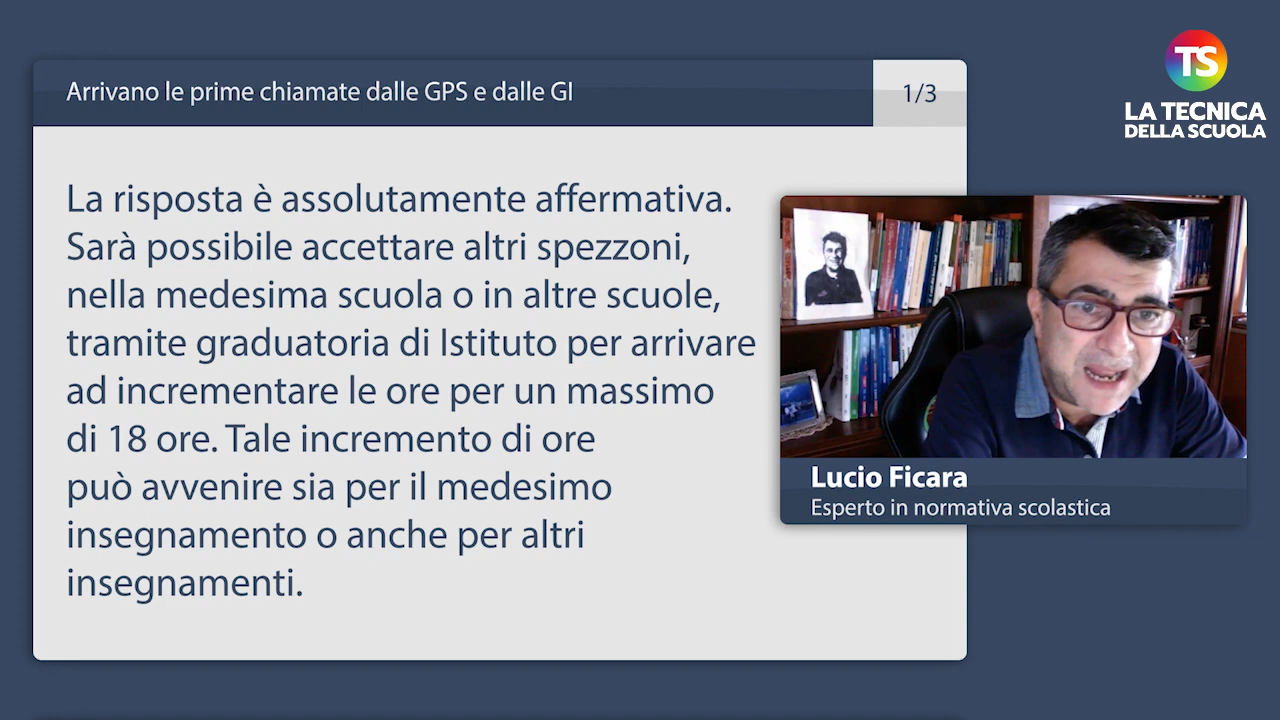 Arrivano le prime chiamate dalle GPS e dalle GI
1/3
TS
LA TECNICA
DELLA SCUOLA
La risposta è assolutamente affermativa.
Sarà possibile accettare altri spezzoni,
nella medesima scuola o in altre scuole,
tramite graduatoria di Istituto per arrivare
ad incrementare le ore per un massimo
di 18 ore. Tale incremento di ore
può avvenire sia per il medesimo
insegnamento o anche per altri
insegnamenti.
Lucio Ficara
Esperto in normativa scolastica